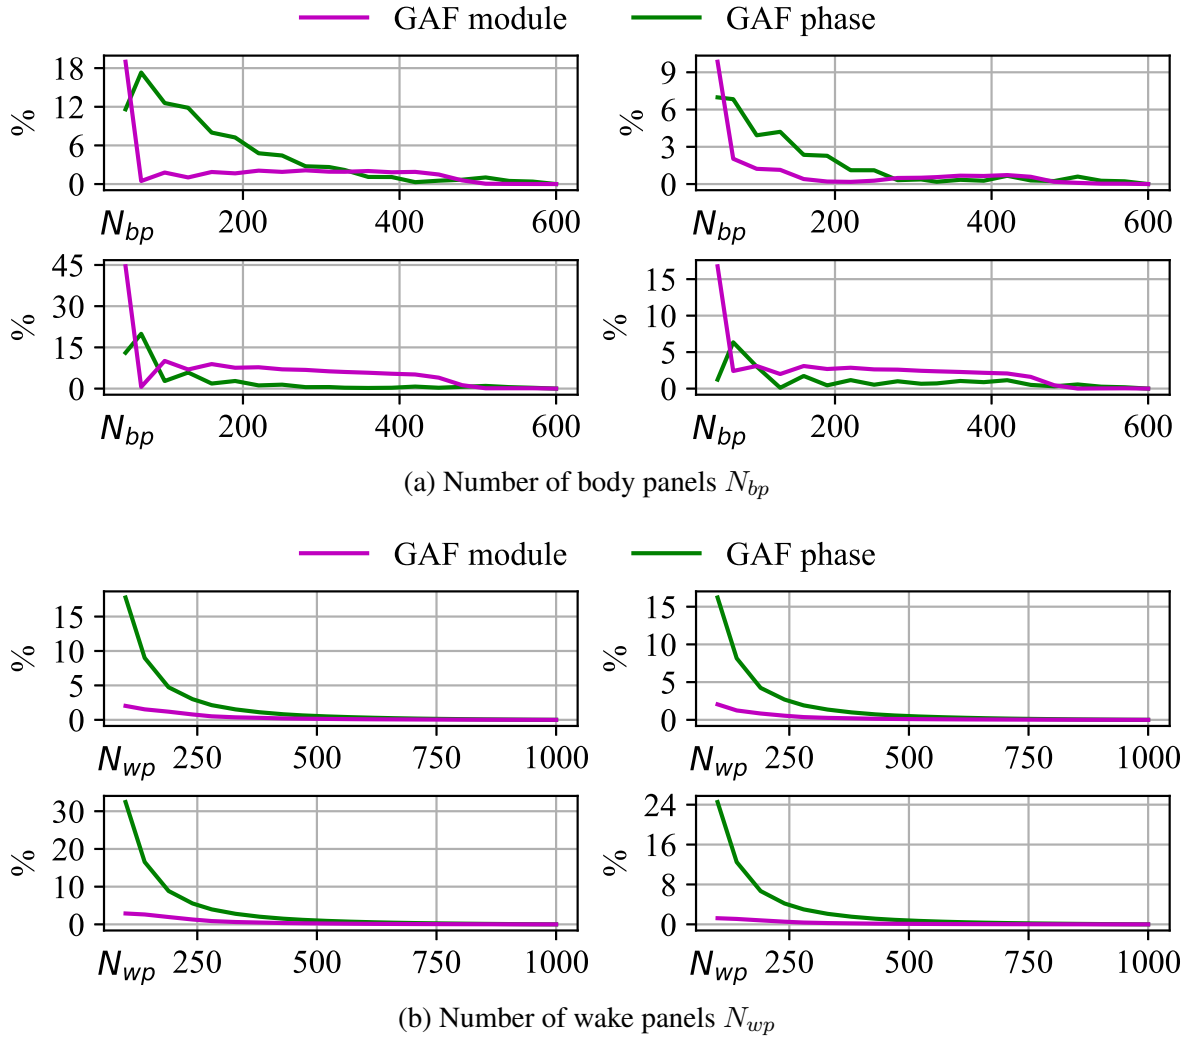 GAF module GAF phase
18 12 6 0 % N_bp 200 400 600
9 6 3 0 % N_bp 200 400 600
45 30 15 0 % N_bp 200 400 600
15 10 5 0 % N_bp 200 400 600
(a) Number of body panels N_bp
GAF module GAF phase
15 10 5 0 % N_wp 250 500 750 1000
15 10 5 0 % N_wp 250 500 750 1000
30 20 10 0 % N_wp 250 500 750 1000
24 16 8 0 % N_wp 250 500 750 1000
(b) Number of wake panels N_wp